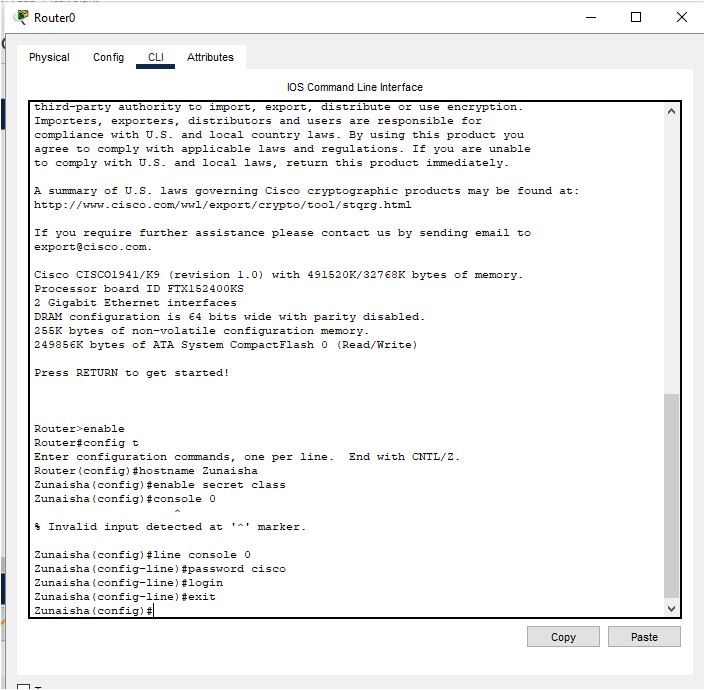 Router0
Physical Config CLI Attributes
IOS Command Line Interface
third-party authority to import, export, distribute or use encryption.
Importers, exporters, distributors and users are responsible for
compliance with U.S. and local country laws. By using this product you
agree to comply with applicable laws and regulations. If you are unable
to comply with U.S. and local laws, return this product immediately.
A summary of U.S. laws governing Cisco cryptographic products may be found at:
http://www.cisco.com/wwl/export/crypto/tool/stqrg.html
If you require further assistance please contact us by sending email to
export@cisco.com.
Cisco CISCO1941/K9 (revision 1.0) with 491520K/32768K bytes of memory.
Processor board ID FTX152400KS
2 Gigabit Ethernet interfaces
DRAM configuration is 64 bits wide with parity disabled.
255K bytes of non-volatile configuration memory.
249856K bytes of ATA System CompactFlash 0 (Read/Write)
Press RETURN to get started!
Router>enable
Router#config t
Enter configuration commands, one per line.  End with CNTL/Z.
Router(config)#hostname Zunaisha
Zunaisha(config)#enable secret class
Zunaisha(config)#console 0
^
% Invalid input detected at '^' marker.
Zunaisha(config)#line console 0
Zunaisha(config-line)#password cisco
Zunaisha(config-line)#login
Zunaisha(config-line)#exit
Zunaisha(config)#
Copy Paste